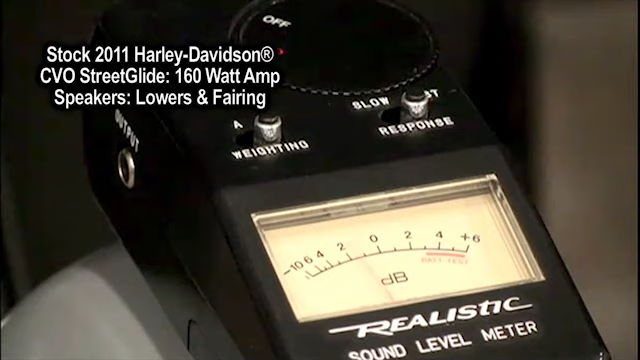 Stock 2011 Harley-Davidson®
CVO StreetGlide: 160 Watt Amp
Speakers: Lowers & Fairing
OFF
OUTPUT
A
WEIGHTING
SLOW
RESPONSE
-10 6 4 2 0 2 4 +6
BATT TEST
dB
REALISTIC
SOUND LEVEL METER